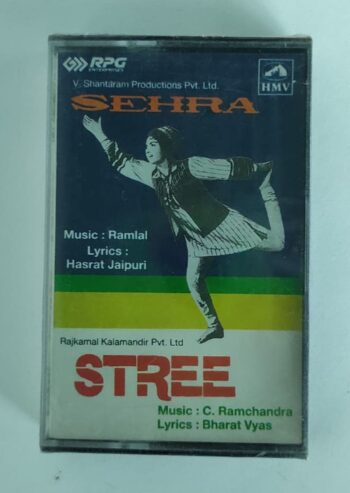 RPG
ENTERPRISES
HMV
V. Shantaram Productions Pvt. Ltd.
SEHRA
Music : Ramlal
Lyrics :
Hasrat Jaipuri
Rajkamal Kalamandir Pvt. Ltd
STREE
Music : C. Ramchandra
Lyrics : Bharat Vyas